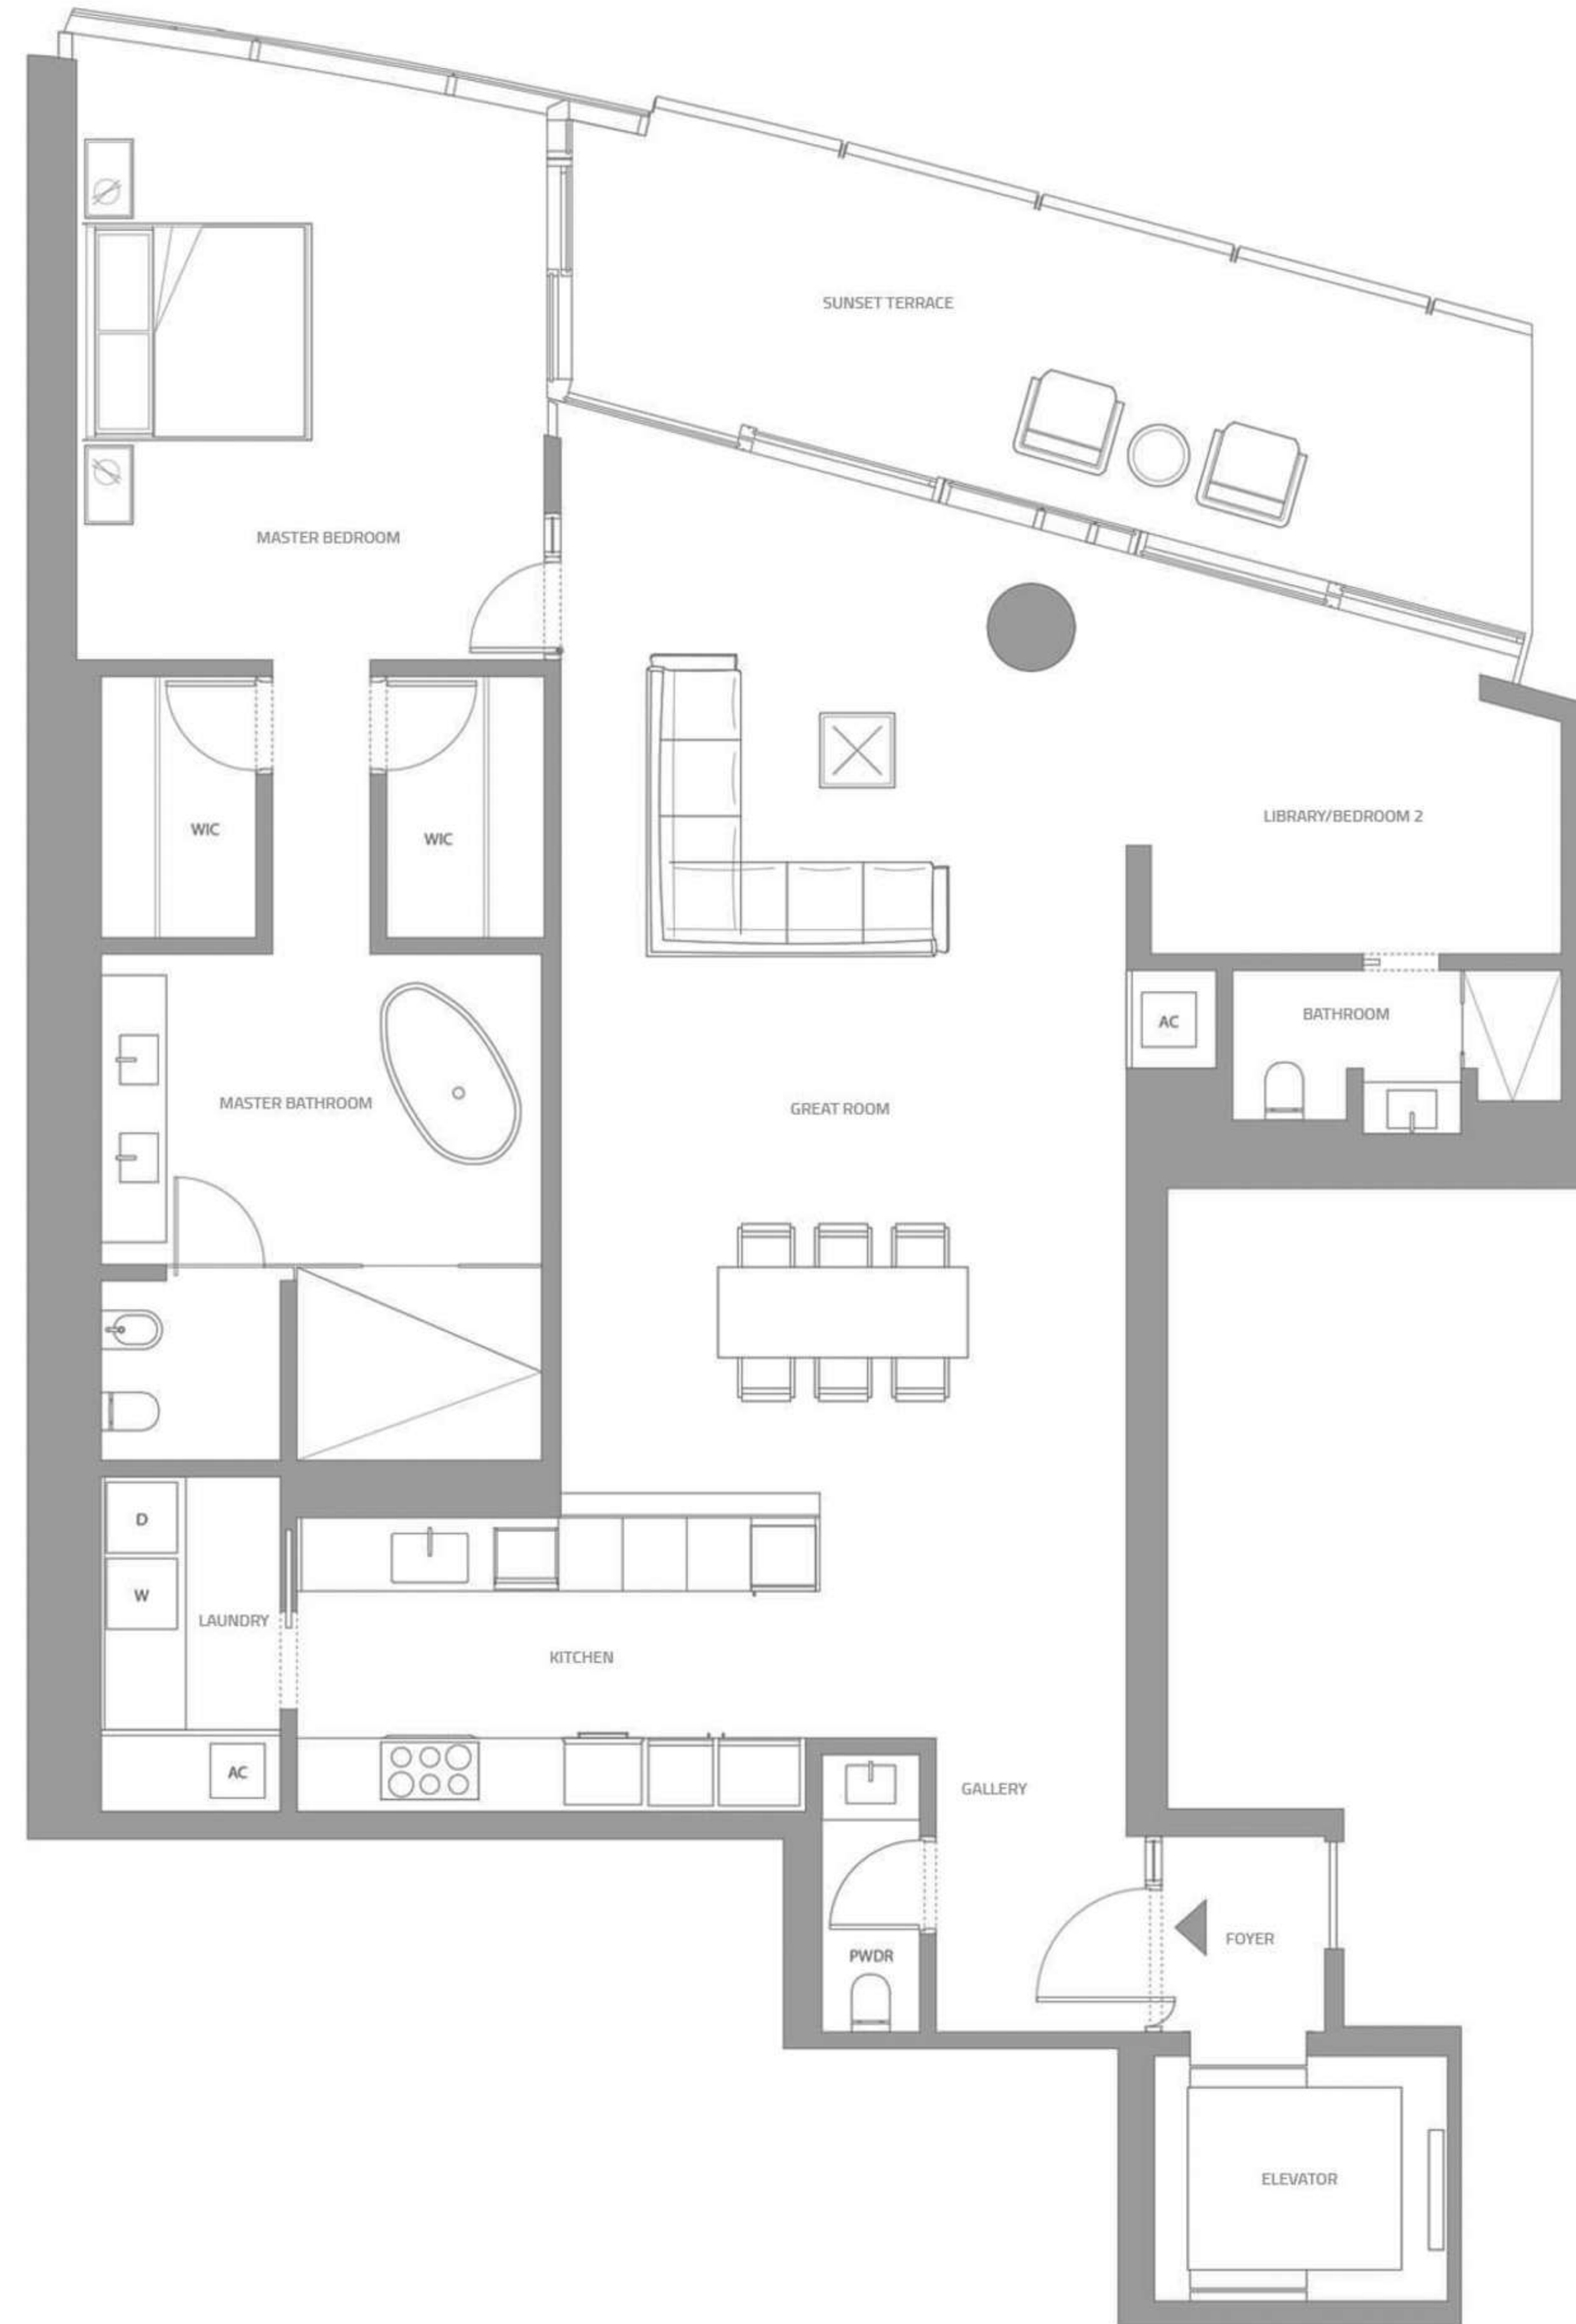 SUNSET TERRACE
MASTER BEDROOM
LIBRARY/BEDROOM 2
WIC
WIC
AC
BATHROOM
MASTER BATHROOM
GREAT ROOM
D
W
LAUNDRY
KITCHEN
AC
GALLERY
FOYER
PWDR
ELEVATOR